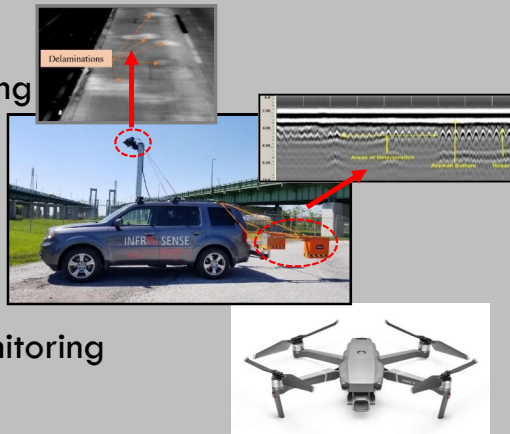 Delaminations
ng
Areas of Deterioration
Asphalt Bottom
INFRASENSE
nitoring